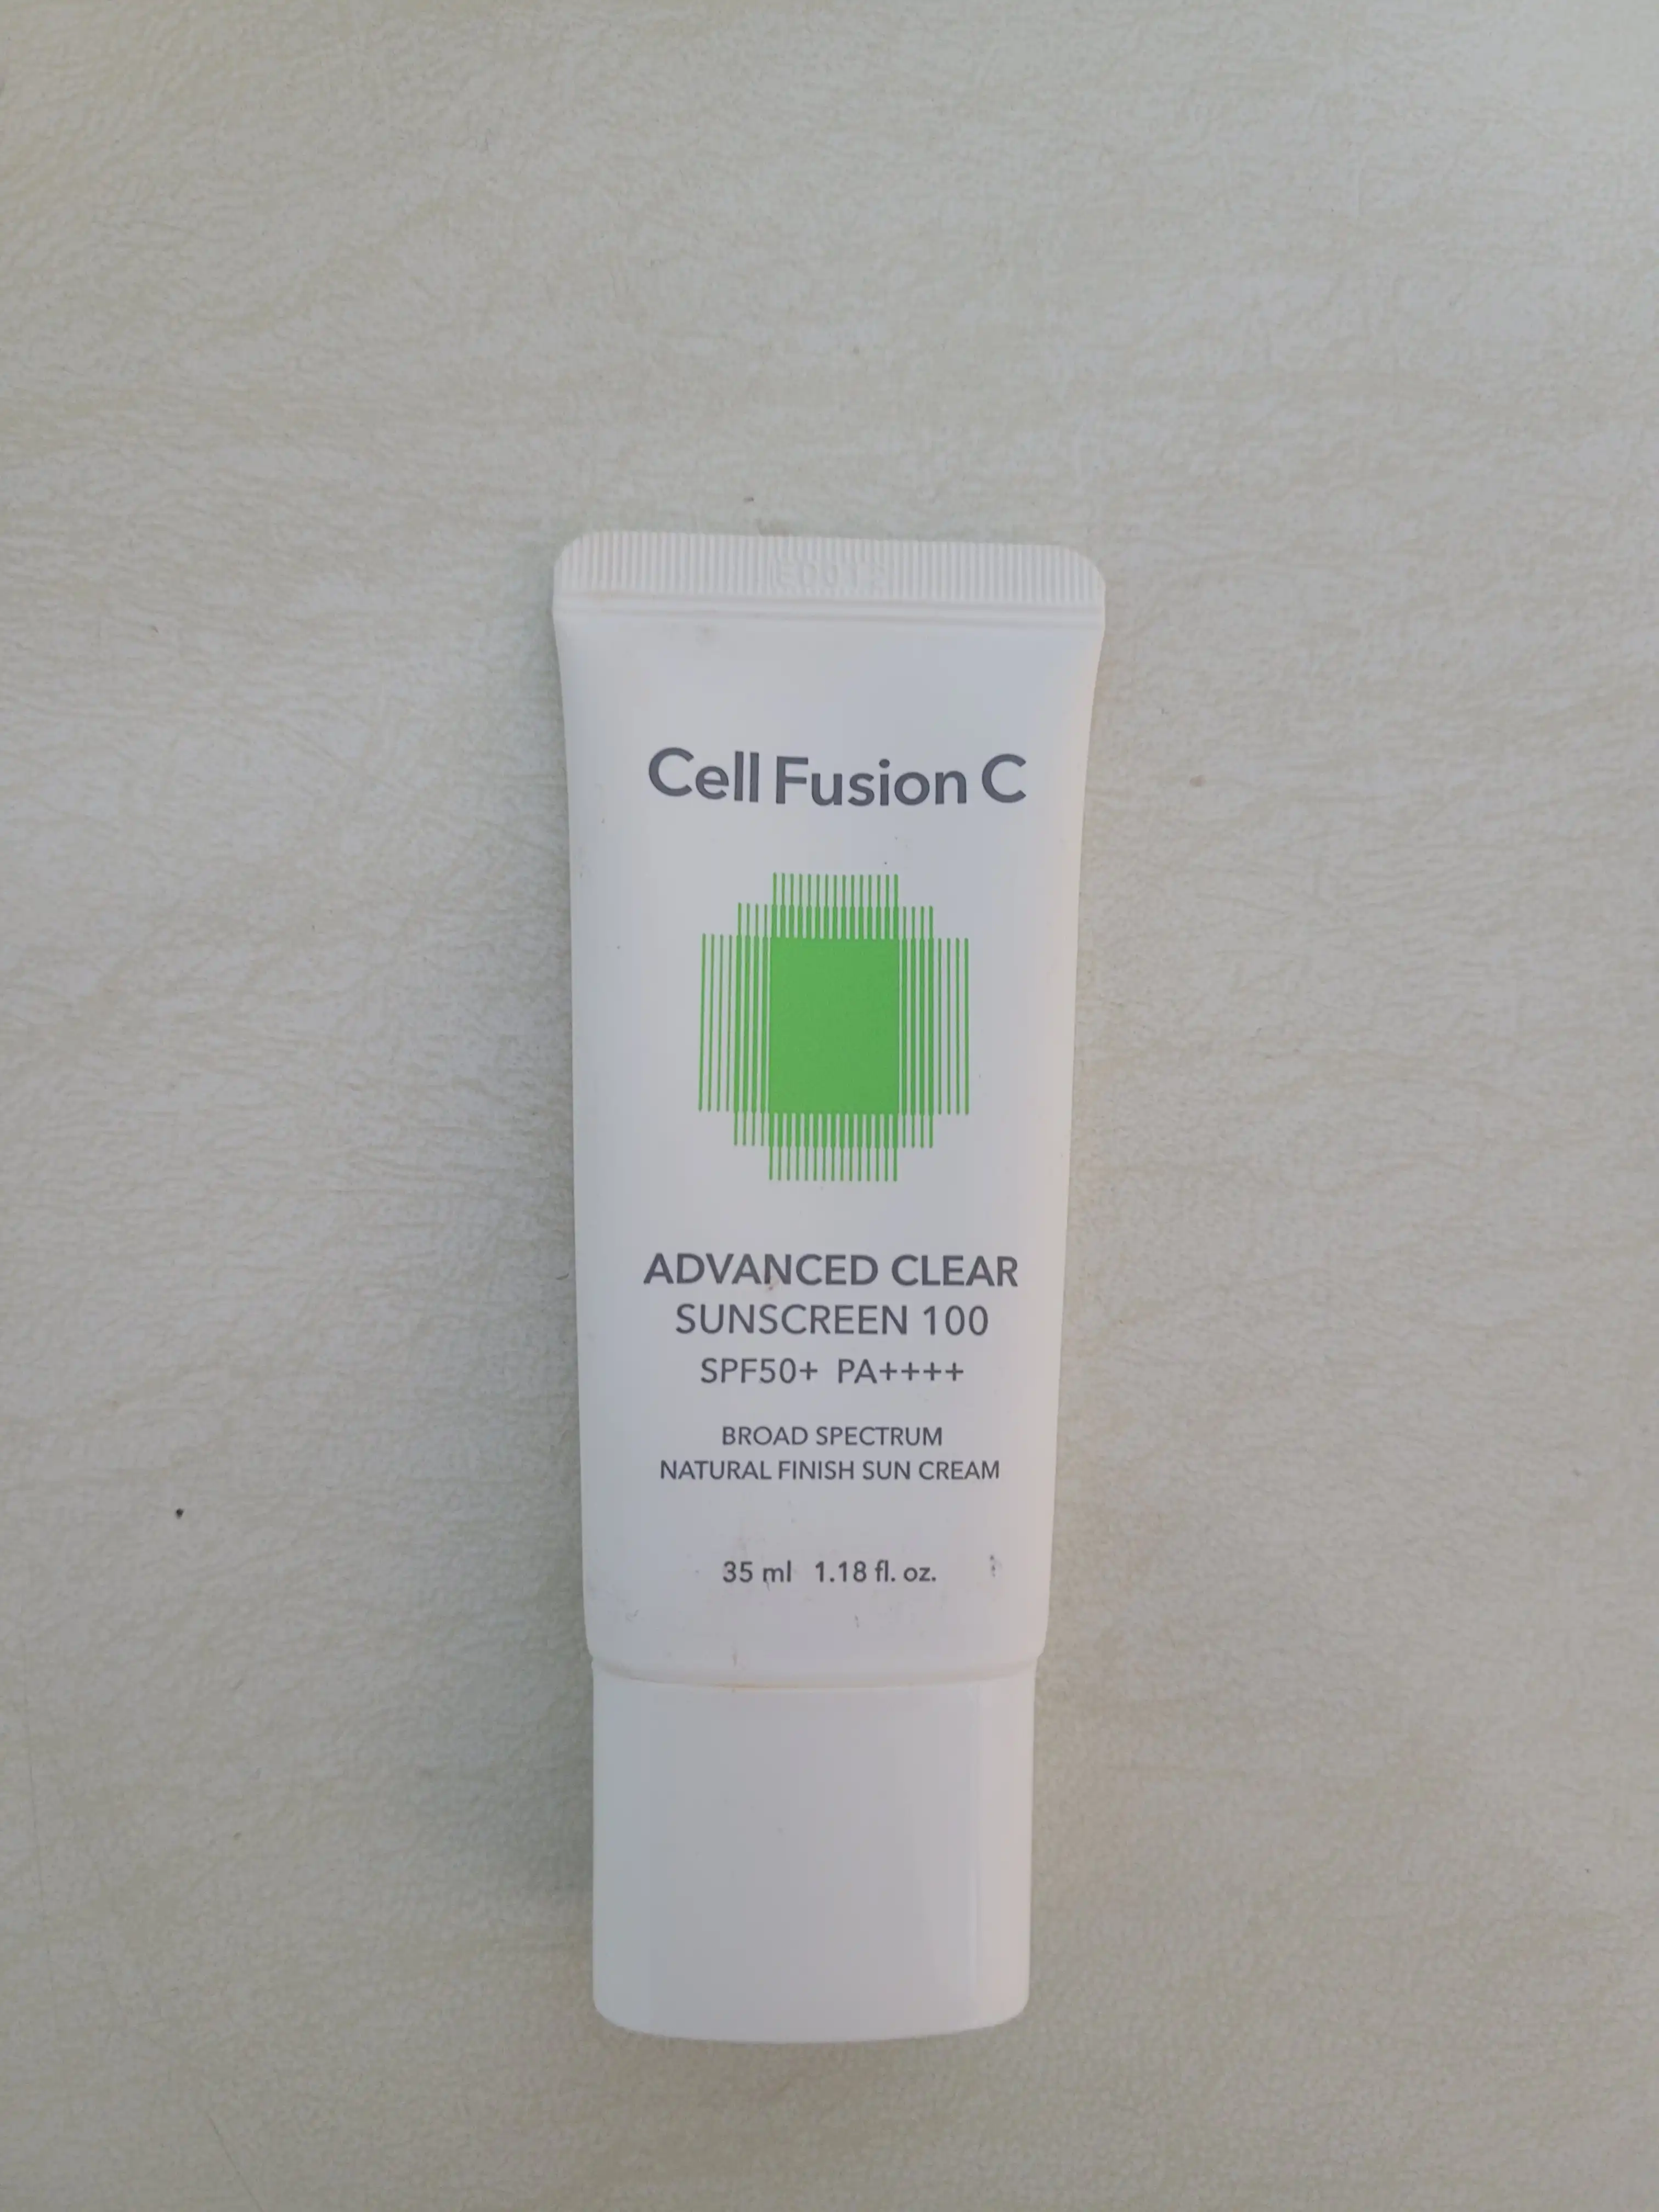 Cell Fusion C
ADVANCED CLEAR
SUNSCREEN 100
SPF50+ PA++++
BROAD SPECTRUM
NATURAL FINISH SUN CREAM
35 ml 1.18 fl. oz.